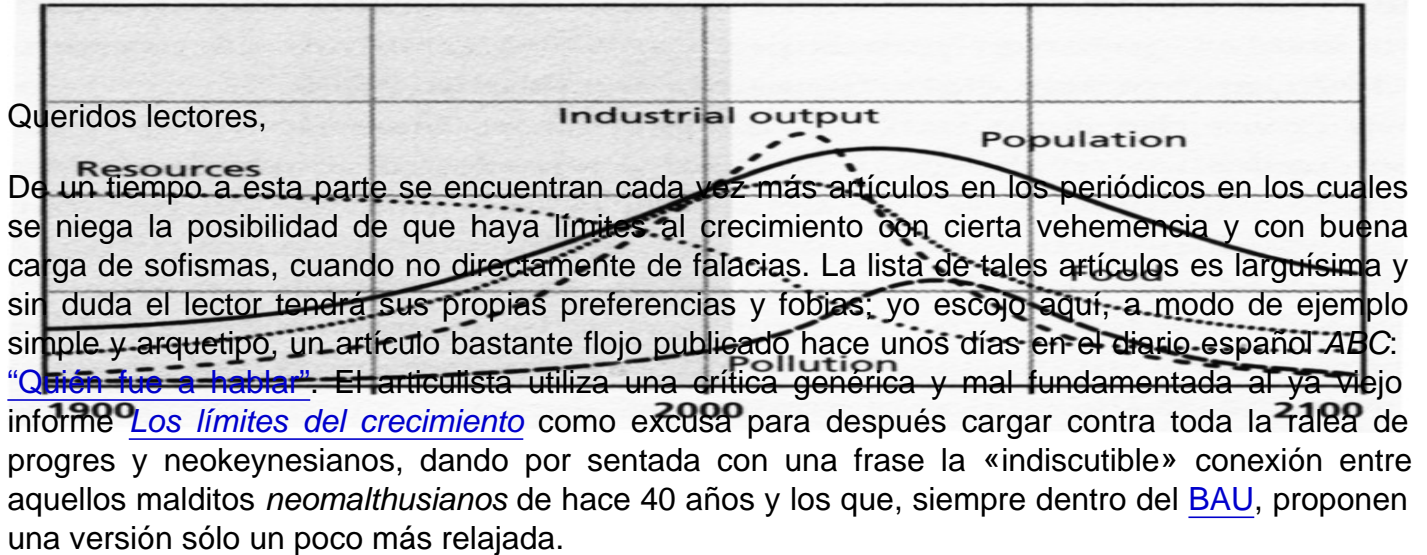 Queridos lectores,
Industrial output
Population
Resources
De un tiempo a esta parte se encuentran cada vez más artículos en los periódicos en los cuales
se niega la posibilidad de que haya límites al crecimiento con cierta vehemencia y con buena
carga de sofismas, cuando no directamente de falacias. La lista de tales artículos es larguísima y
Food
sin duda el lector tendrá sus propias preferencias y fobias; yo escojo aquí, a modo de ejemplo
simple y arquetipo, un artículo bastante flojo publicado hace unos días en el diario español ABC:
Pollution
“Quién fue a hablar”. El articulista utiliza una crítica genérica y mal fundamentada al ya viejo
1900 2000 2100
informe Los límites del crecimiento como excusa para después cargar contra toda la ralea de
progres y neokeynesianos, dando por sentada con una frase la «indiscutible» conexión entre
aquellos malditos neomalthusianos de hace 40 años y los que, siempre dentro del BAU, proponen
una versión sólo un poco más relajada.